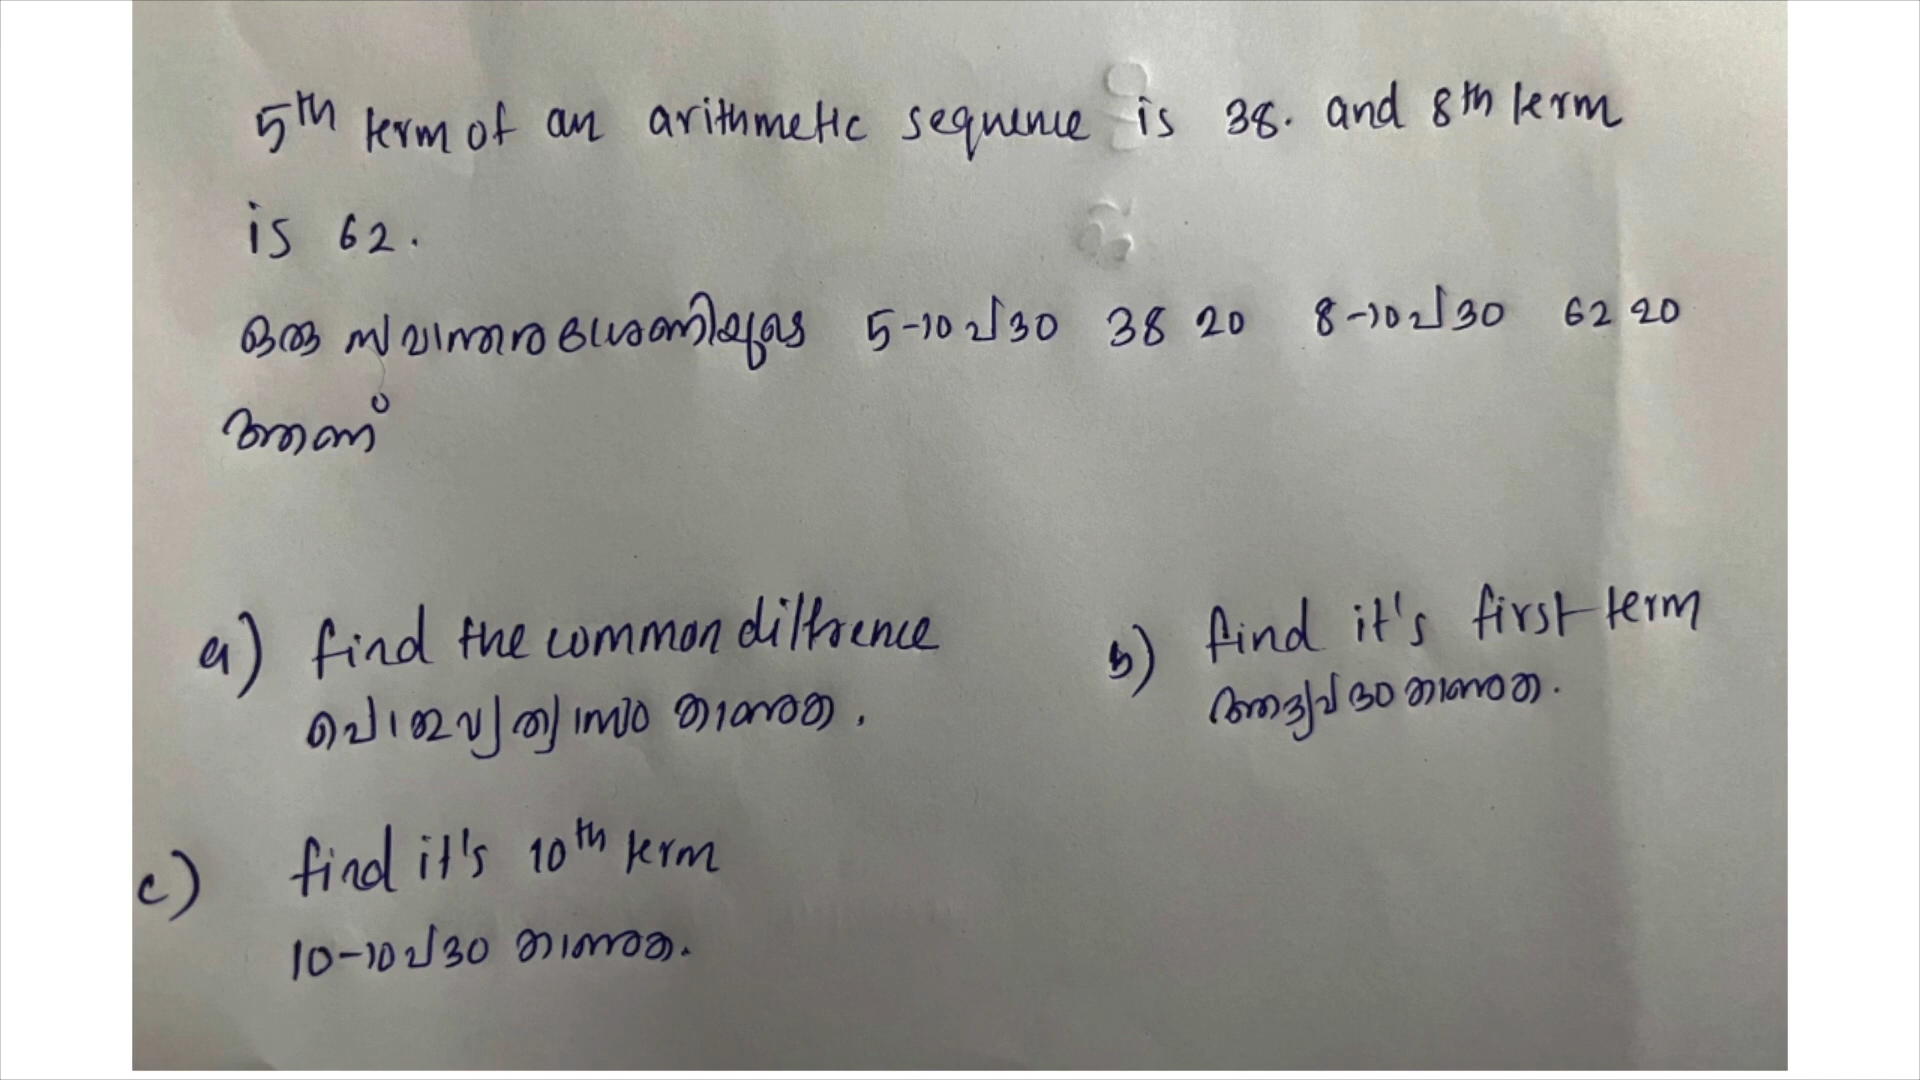 5th term of an arithmetic sequence is 38. and 8th term
is 62.
ഒരു സമാന്തരശ്രേണിയുടെ 5-ാം പദം 38 ഉം 8-ാം പദം 62 ഉം
ആണ്
a) find the common diffrence
പൊതുവ്യത്യാസം കാണുക.
b) find it's first term
ആദ്യപദം കാണുക.
c) find it's 10th term
10-ാം പദം കാണുക.